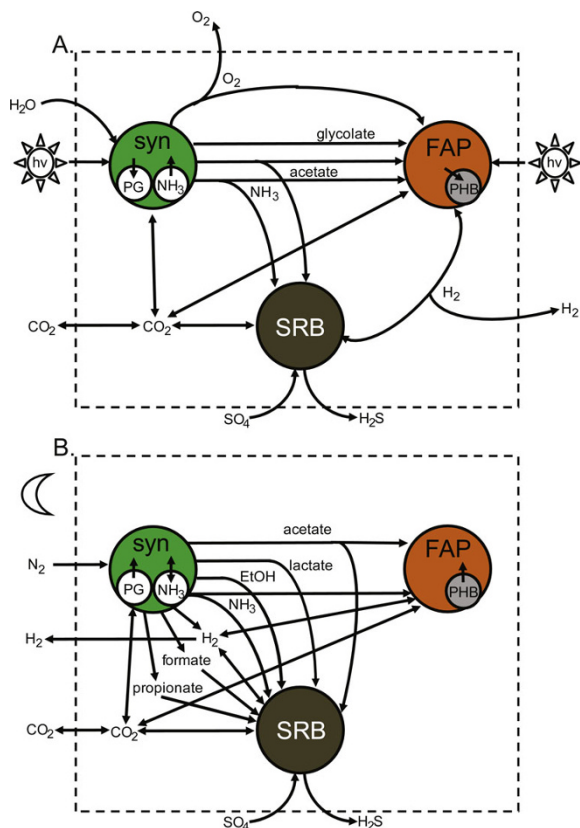 A.
O₂
O₂
H₂O
syn
glycolate
FAP
hv
hv
PG
NH₃
acetate
PHB
NH₃
H₂
H₂
CO₂
CO₂
SRB
SO₄
H₂S
B.
syn
acetate
FAP
lactate
N₂
EtOH
PG
NH₃
NH₃
PHB
H₂
H₂
formate
propionate
CO₂
CO₂
SRB
SO₄
H₂S